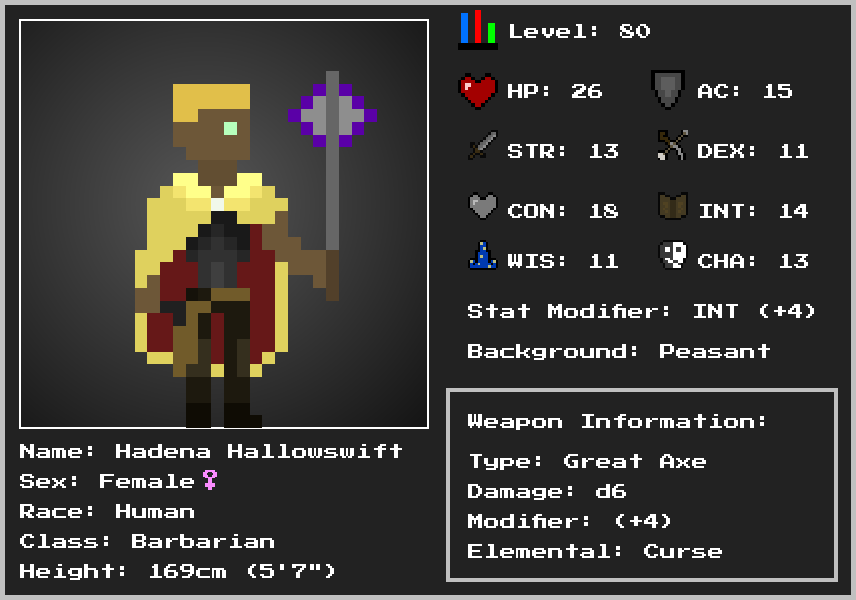 Level: 80
HP: 26
AC: 15
STR: 13
DEX: 11
CON: 18
INT: 14
WIS: 11
CHA: 13
Stat Modifier: INT (+4)
Background: Peasant
Weapon Information:
Type: Great Axe
Damage: d6
Modifier: (+4)
Elemental: Curse
Name: Hadena Hallowswift
Sex: Female♀
Race: Human
Class: Barbarian
Height: 169cm (5'7")